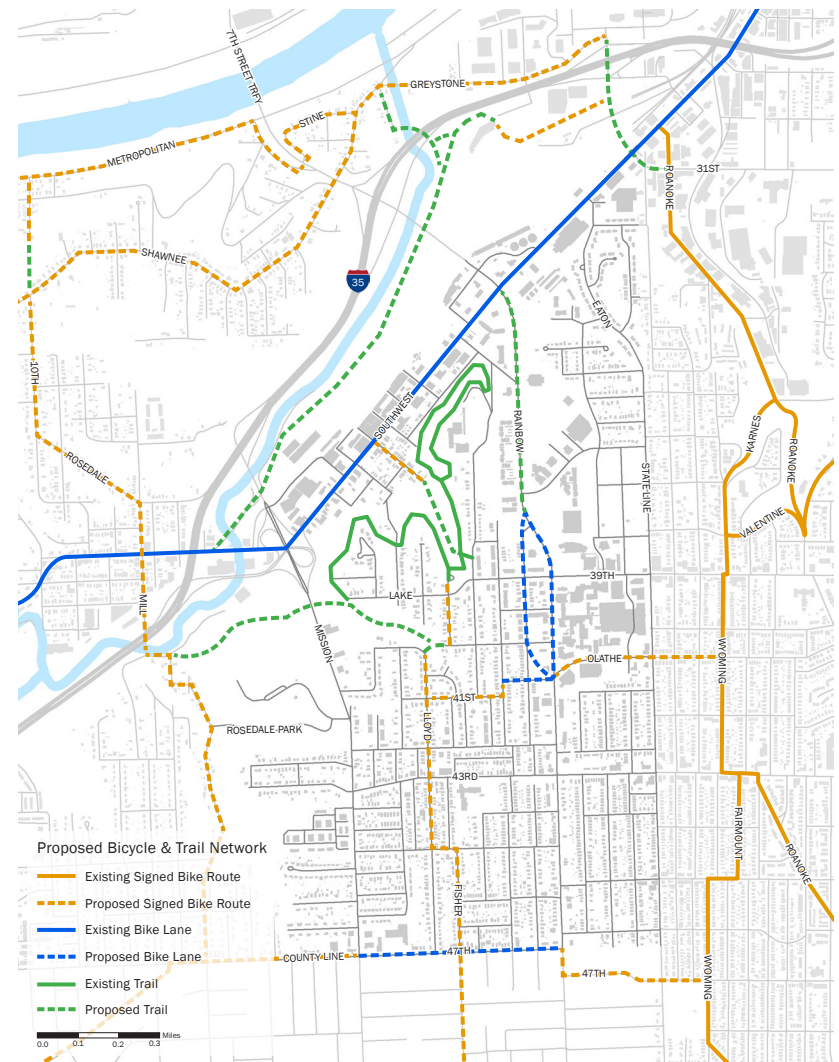 7TH STREET TRFY
GREYSTONE
STINE
METROPOLITAN
31ST
ROANOKE
SHAWNEE
35
EATON
10TH
SOUTHWEST
RAINBOW
KARNES
ROANOKE
ROSEDALE
STATE LINE
VALENTINE
39TH
LAKE
MILL
MISSION
OLATHE
WYOMING
41ST
LLOYD
ROSEDALE PARK
43RD
FAIRMOUNT
ROANOKE
FISHER
47TH
COUNTY LINE
47TH
WYOMING
Proposed Bicycle & Trail Network
Existing Signed Bike Route
Proposed Signed Bike Route
Existing Bike Lane
Proposed Bike Lane
Existing Trail
Proposed Trail
Miles
0.0 0.1 0.2 0.3